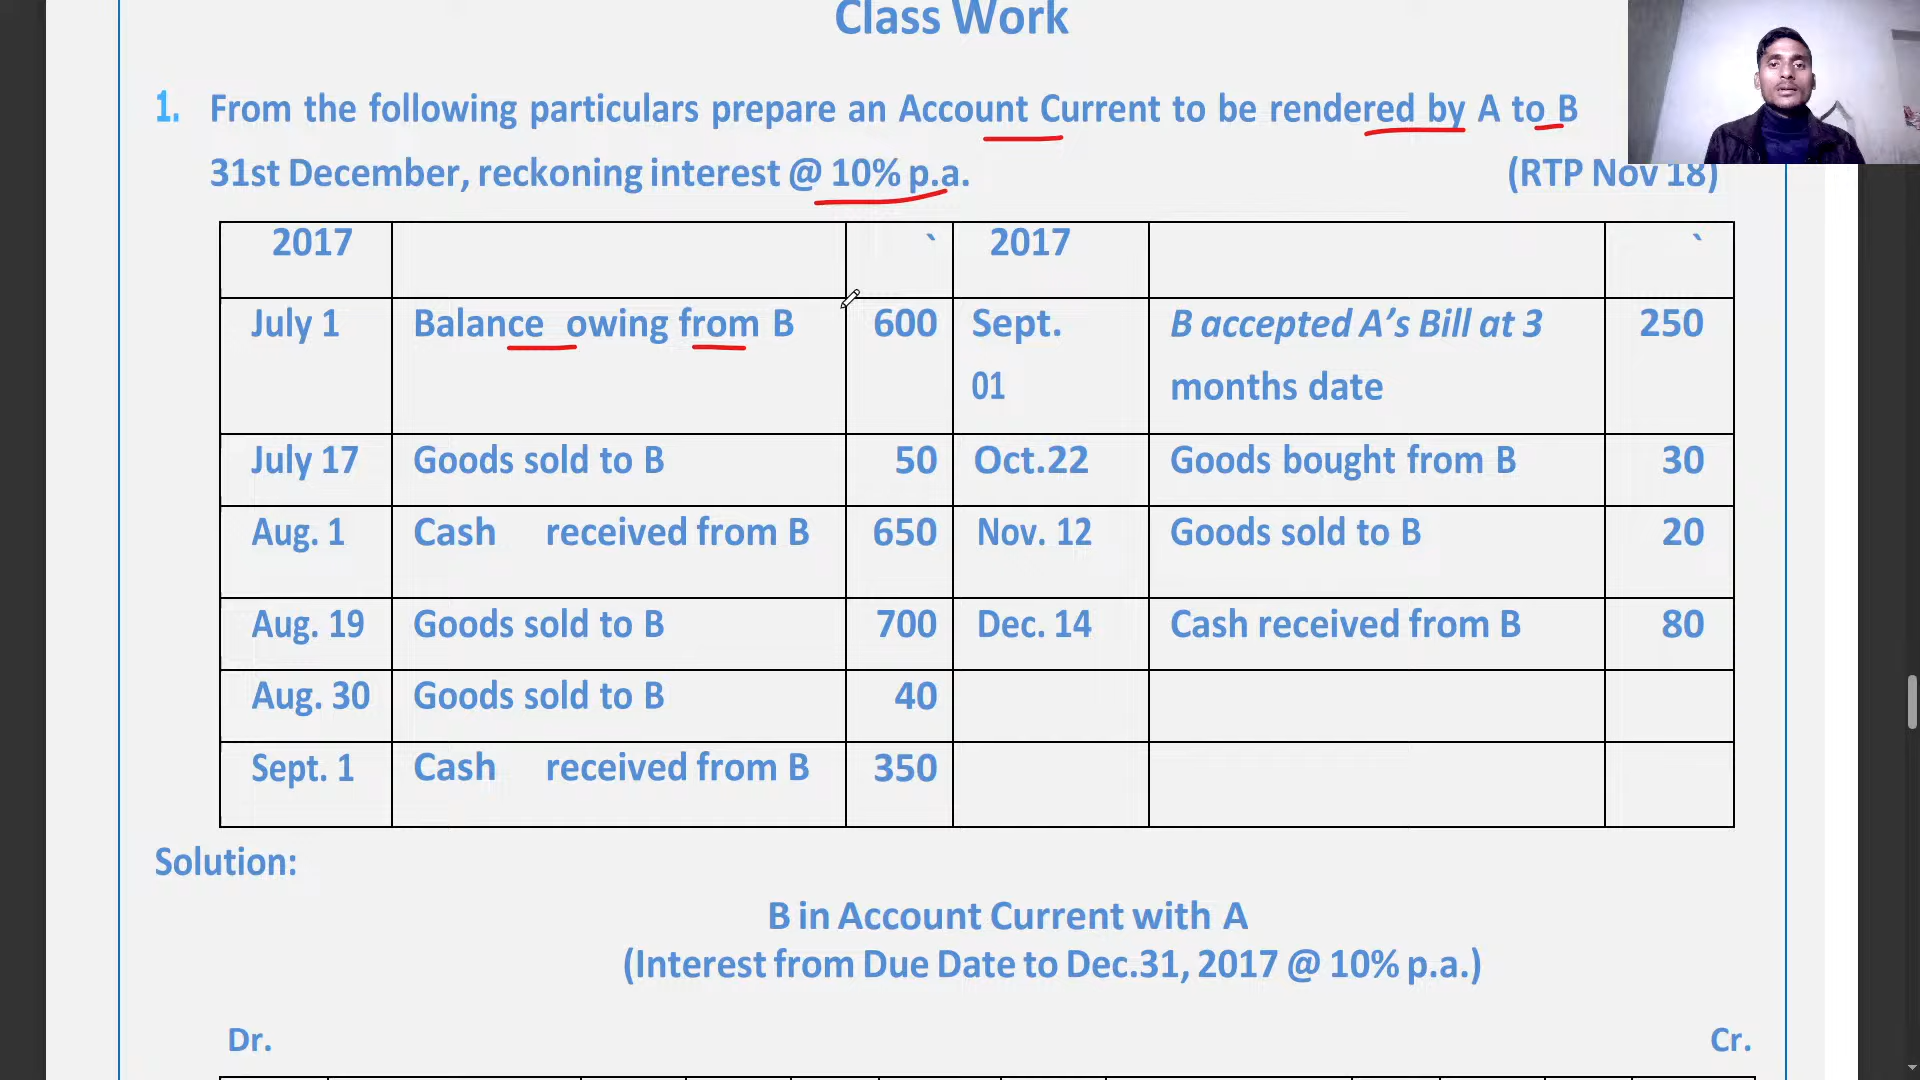 Class Work
1. From the following particulars prepare an Account Current to be rendered by A to B
31st December, reckoning interest @ 10% p.a. (RTP Nov 18)
2017 ` 2017 `
July 1 Balance owing from B 600 Sept. 01 B accepted A’s Bill at 3 months date 250
July 17 Goods sold to B 50 Oct.22 Goods bought from B 30
Aug. 1 Cash received from B 650 Nov. 12 Goods sold to B 20
Aug. 19 Goods sold to B 700 Dec. 14 Cash received from B 80
Aug. 30 Goods sold to B 40
Sept. 1 Cash received from B 350
Solution:
B in Account Current with A
(Interest from Due Date to Dec.31, 2017 @ 10% p.a.)
Dr. Cr.